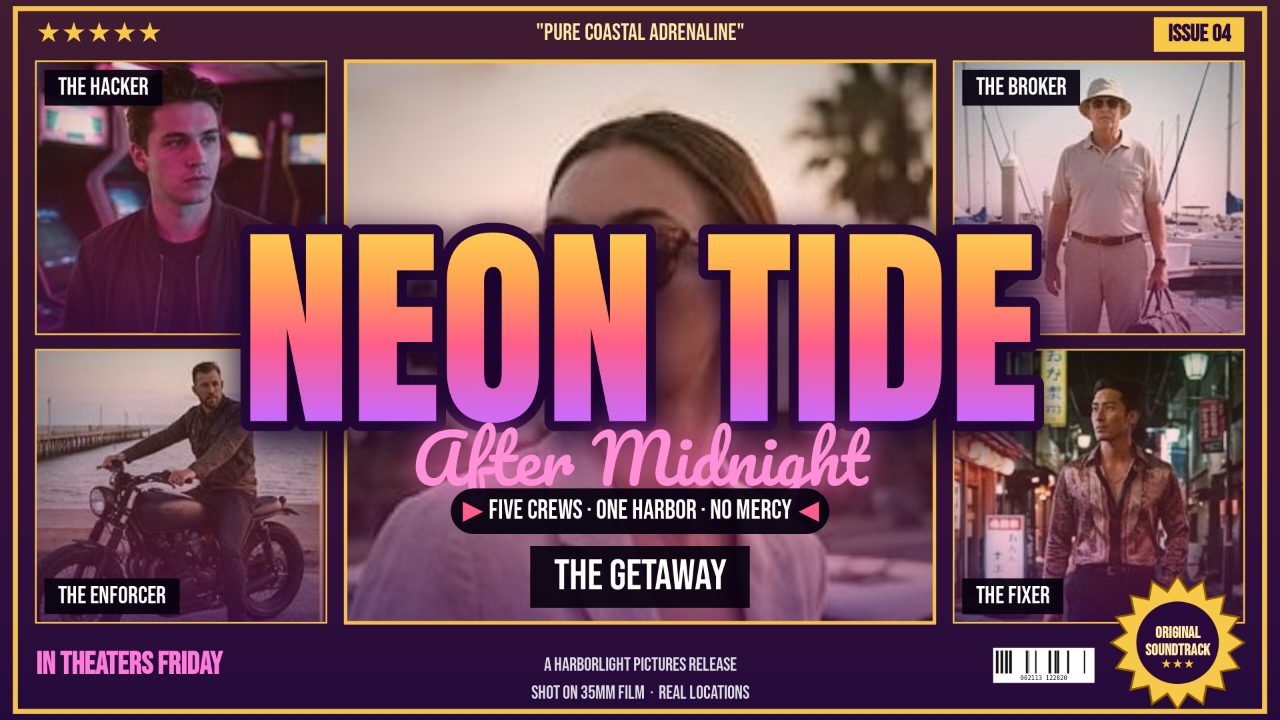 "PURE COASTAL ADRENALINE"
ISSUE 04
THE HACKER
THE BROKER
NEON TIDE
After Midnight
FIVE CREWS · ONE HARBOR · NO MERCY
THE GETAWAY
THE ENFORCER
THE FIXER
IN THEATERS FRIDAY
A HARBORLIGHT PICTURES RELEASE
SHOT ON 35MM FILM · REAL LOCATIONS
002113 122820
ORIGINAL
SOUNDTRACK